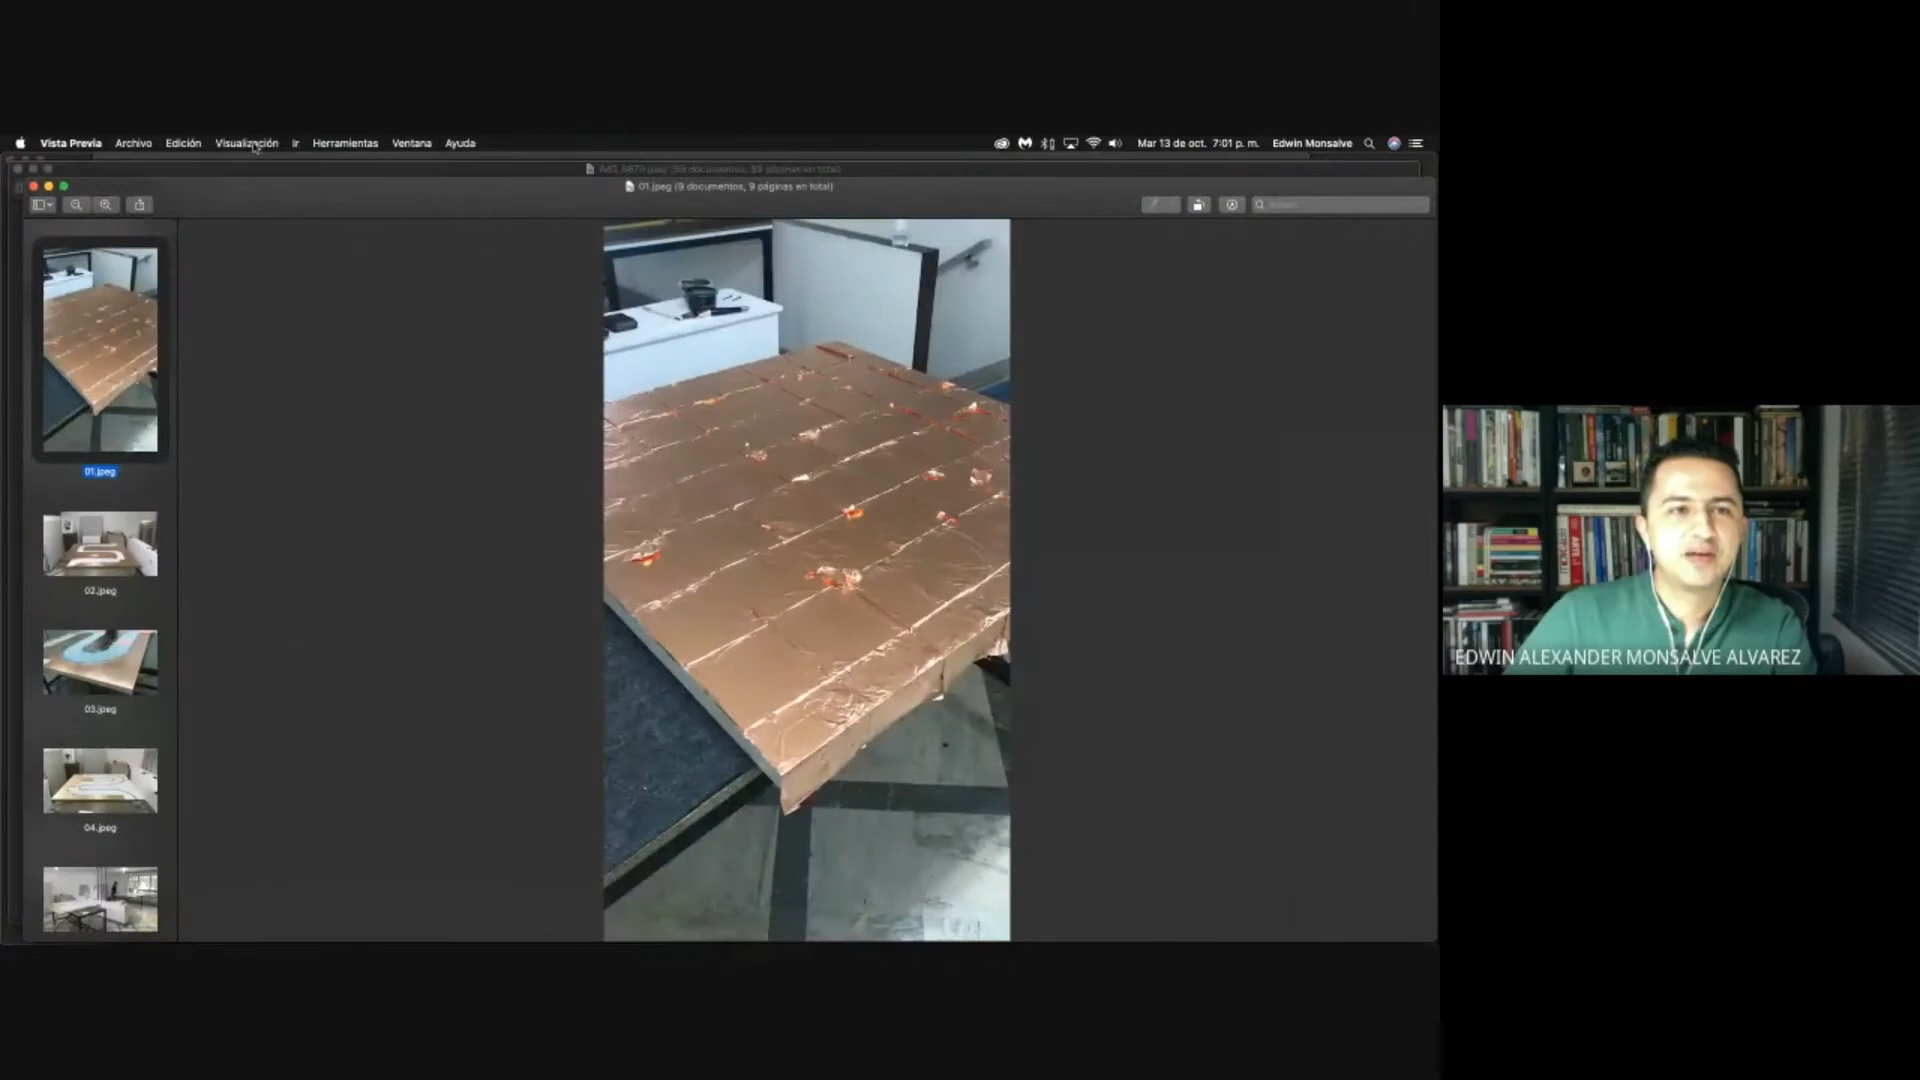 Vista Previa Archivo Edición Visualización Ir Herramientas Ventana Ayuda Mar 13 de oct. 7:01 p. m. Edwin Monsalve
01.jpeg (9 documentos, 9 páginas en total)
01.jpeg
02.jpeg
03.jpeg
04.jpeg
EDWIN ALEXANDER MONSALVE ALVAREZ